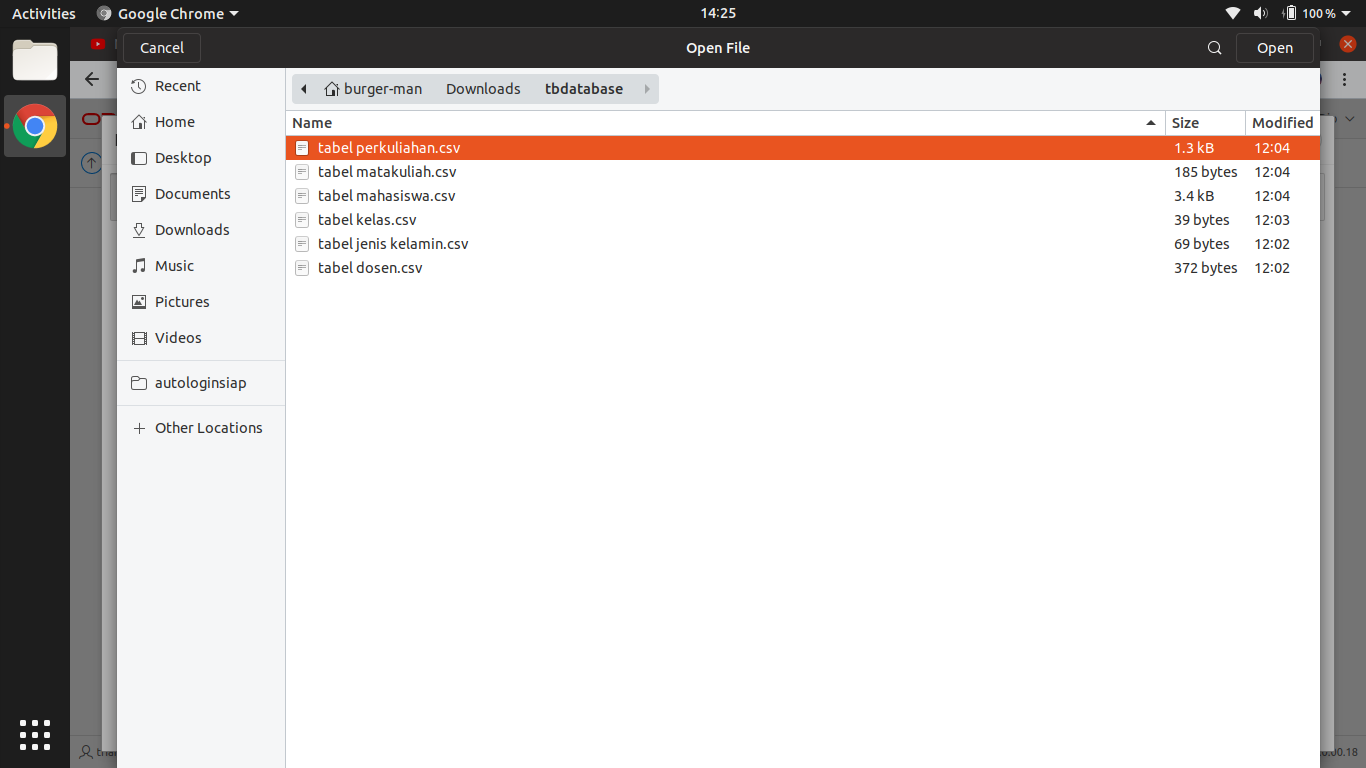 Activities Google Chrome 14:25 100 %
Cancel Open File Open
Recent
Home
Desktop
Documents
Downloads
Music
Pictures
Videos
autologinsiap
Other Locations
burger-man Downloads tbdatabase
Name Size Modified
tabel perkuliahan.csv 1.3 kB 12:04
tabel matakuliah.csv 185 bytes 12:04
tabel mahasiswa.csv 3.4 kB 12:04
tabel kelas.csv 39 bytes 12:03
tabel jenis kelamin.csv 69 bytes 12:02
tabel dosen.csv 372 bytes 12:02